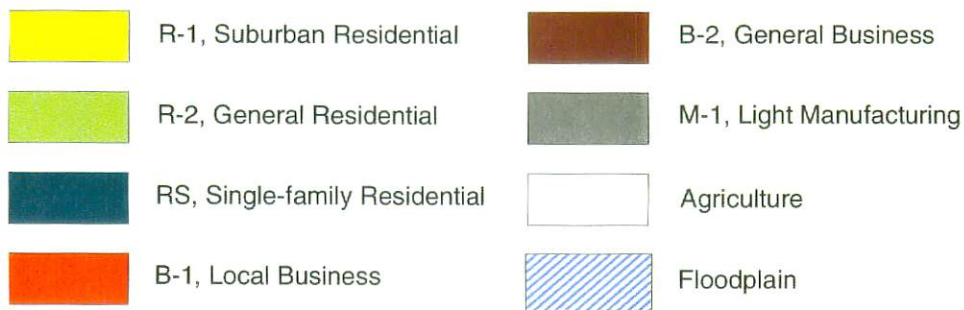 R-1, Suburban Residential
R-2, General Residential
RS, Single-family Residential
B-1, Local Business
B-2, General Business
M-1, Light Manufacturing
Agriculture
Floodplain